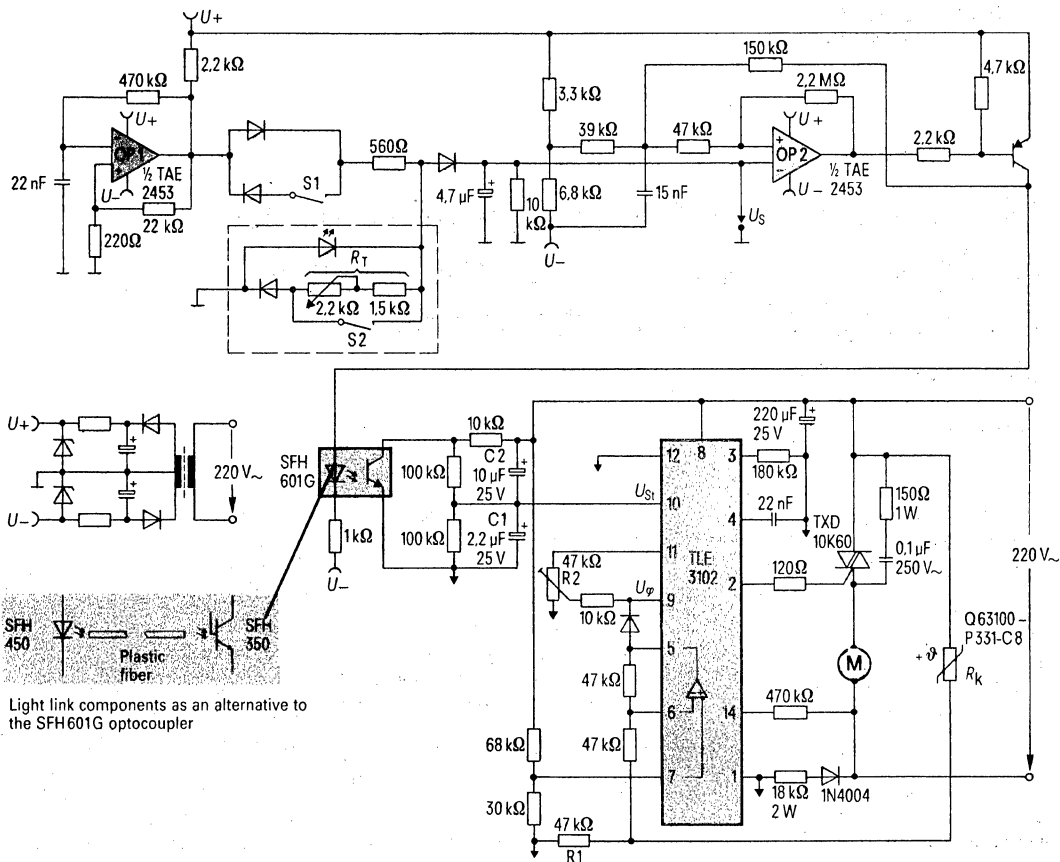 U+
2,2 kΩ
470 kΩ
U+
OP1
½ TAE
2453
U−
22 nF
22 kΩ
220Ω
S1
560Ω
4,7 µF
10
kΩ
3,3 kΩ
39 kΩ
47 kΩ
6,8 kΩ
15 nF
U−
150 kΩ
2,2 MΩ
U+
OP2
U−
½ TAE
2453
US
2,2 kΩ
4,7 kΩ
RT
2,2 kΩ
1,5 kΩ
S2
U+
U−
220 V~
SFH
601G
1 kΩ
U−
10 kΩ
100 kΩ
C2
10 µF
25 V
100 kΩ
C1
2,2 µF
25 V
USt
47 kΩ
R2
10 kΩ
Uφ
47 kΩ
47 kΩ
68 kΩ
30 kΩ
47 kΩ
R1
12
10
11
9
5
6
7
8
3
4
2
14
1
TLE
3102
220 µF
25 V
180 kΩ
22 nF
TXD
10K60
120Ω
150Ω
1 W
0,1 µF
250 V~
M
470 kΩ
18 kΩ
2 W
1N4004
+ϑ
Q63100-
P331-C8
Rk
220 V~
SFH
450
Plastic
fiber
SFH
350
Light link components as an alternative to
the SFH601G optocoupler